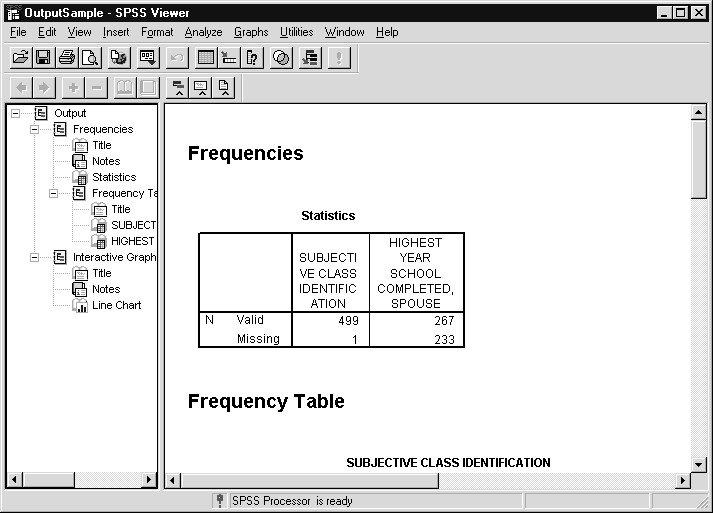 OutputSample - SPSS Viewer
File Edit View Insert Format Analyze Graphs Utilities Window Help
Output
Frequencies
Title
Notes
Statistics
Frequency Ta
Title
SUBJECT
HIGHEST
Interactive Graph
Title
Notes
Line Chart
Frequencies
Statistics
SUBJECTI
VE CLASS
IDENTIFIC
ATION
HIGHEST
YEAR
SCHOOL
COMPLETED,
SPOUSE
N Valid 499 267
Missing 1 233
Frequency Table
SUBJECTIVE CLASS IDENTIFICATION
SPSS Processor is ready